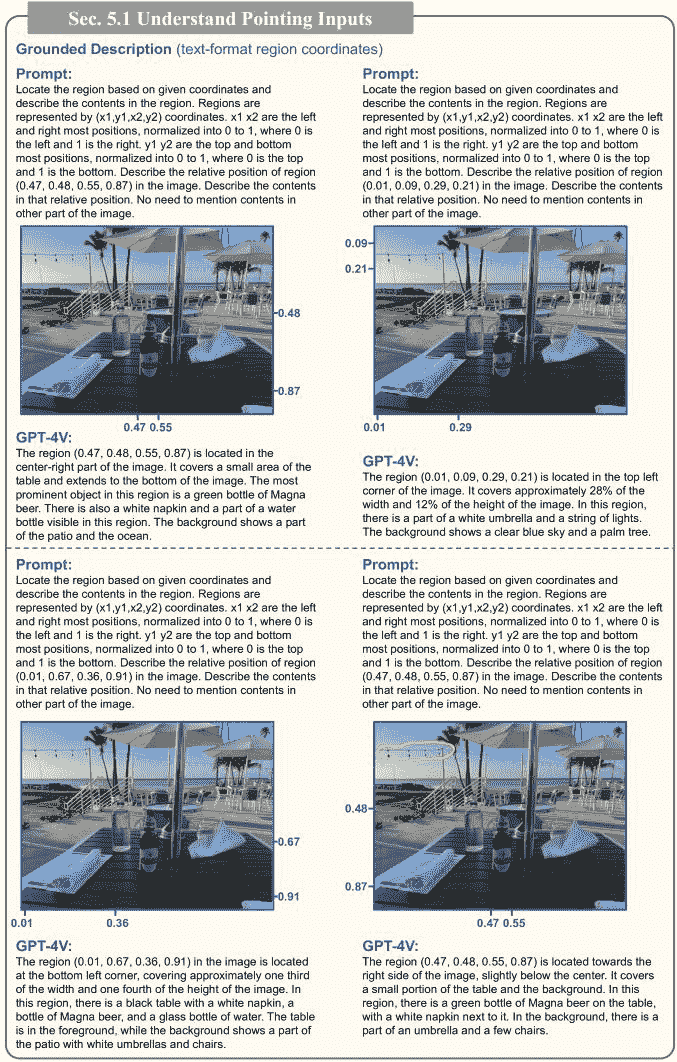 Sec. 5.1 Understand Pointing Inputs
Grounded Description (text-format region coordinates)
Prompt:
Locate the region based on given coordinates and
describe the contents in the region. Regions are
represented by (x1,y1,x2,y2) coordinates. x1 x2 are the left
and right most positions, normalized into 0 to 1, where 0 is
the left and 1 is the right. y1 y2 are the top and bottom
most positions, normalized into 0 to 1, where 0 is the top
and 1 is the bottom. Describe the relative position of region
(0.47, 0.48, 0.55, 0.87) in the image. Describe the contents
in that relative position. No need to mention contents in
other part of the image.
0.48
0.87
0.47 0.55
GPT-4V:
The region (0.47, 0.48, 0.55, 0.87) is located in the
center-right part of the image. It covers a small area of the
table and extends to the bottom of the image. The most
prominent object in this region is a green bottle of Magna
beer. There is also a white napkin and a part of a water
bottle visible in this region. The background shows a part
of the patio and the ocean.
Prompt:
Locate the region based on given coordinates and
describe the contents in the region. Regions are
represented by (x1,y1,x2,y2) coordinates. x1 x2 are the left
and right most positions, normalized into 0 to 1, where 0 is
the left and 1 is the right. y1 y2 are the top and bottom
most positions, normalized into 0 to 1, where 0 is the top
and 1 is the bottom. Describe the relative position of region
(0.01, 0.09, 0.29, 0.21) in the image. Describe the contents
in that relative position. No need to mention contents in
other part of the image.
0.09
0.21
0.01 0.29
GPT-4V:
The region (0.01, 0.09, 0.29, 0.21) is located in the top left
corner of the image. It covers approximately 28% of the
width and 12% of the height of the image. In this region,
there is a part of a white umbrella and a string of lights.
The background shows a clear blue sky and a palm tree.
Prompt:
Locate the region based on given coordinates and
describe the contents in the region. Regions are
represented by (x1,y1,x2,y2) coordinates. x1 x2 are the left
and right most positions, normalized into 0 to 1, where 0 is
the left and 1 is the right. y1 y2 are the top and bottom
most positions, normalized into 0 to 1, where 0 is the top
and 1 is the bottom. Describe the relative position of region
(0.01, 0.67, 0.36, 0.91) in the image. Describe the contents
in that relative position. No need to mention contents in
other part of the image.
0.67
0.91
0.01 0.36
GPT-4V:
The region (0.01, 0.67, 0.36, 0.91) in the image is located
at the bottom left corner, covering approximately one third
of the width and one fourth of the height of the image. In
this region, there is a black table with a white napkin, a
bottle of Magna beer, and a glass bottle of water. The table
is in the foreground, while the background shows a part of
the patio with white umbrellas and chairs.
Prompt:
Locate the region based on given coordinates and
describe the contents in the region. Regions are
represented by (x1,y1,x2,y2) coordinates. x1 x2 are the left
and right most positions, normalized into 0 to 1, where 0 is
the left and 1 is the right. y1 y2 are the top and bottom
most positions, normalized into 0 to 1, where 0 is the top
and 1 is the bottom. Describe the relative position of region
(0.47, 0.48, 0.55, 0.87) in the image. Describe the contents
in that relative position. No need to mention contents in
other part of the image.
0.48
0.87
0.47 0.55
GPT-4V:
The region (0.47, 0.48, 0.55, 0.87) is located towards the
right side of the image, slightly below the center. It covers
a small portion of the table and the background. In this
region, there is a green bottle of Magna beer on the table,
with a white napkin next to it. In the background, there is a
part of an umbrella and a few chairs.